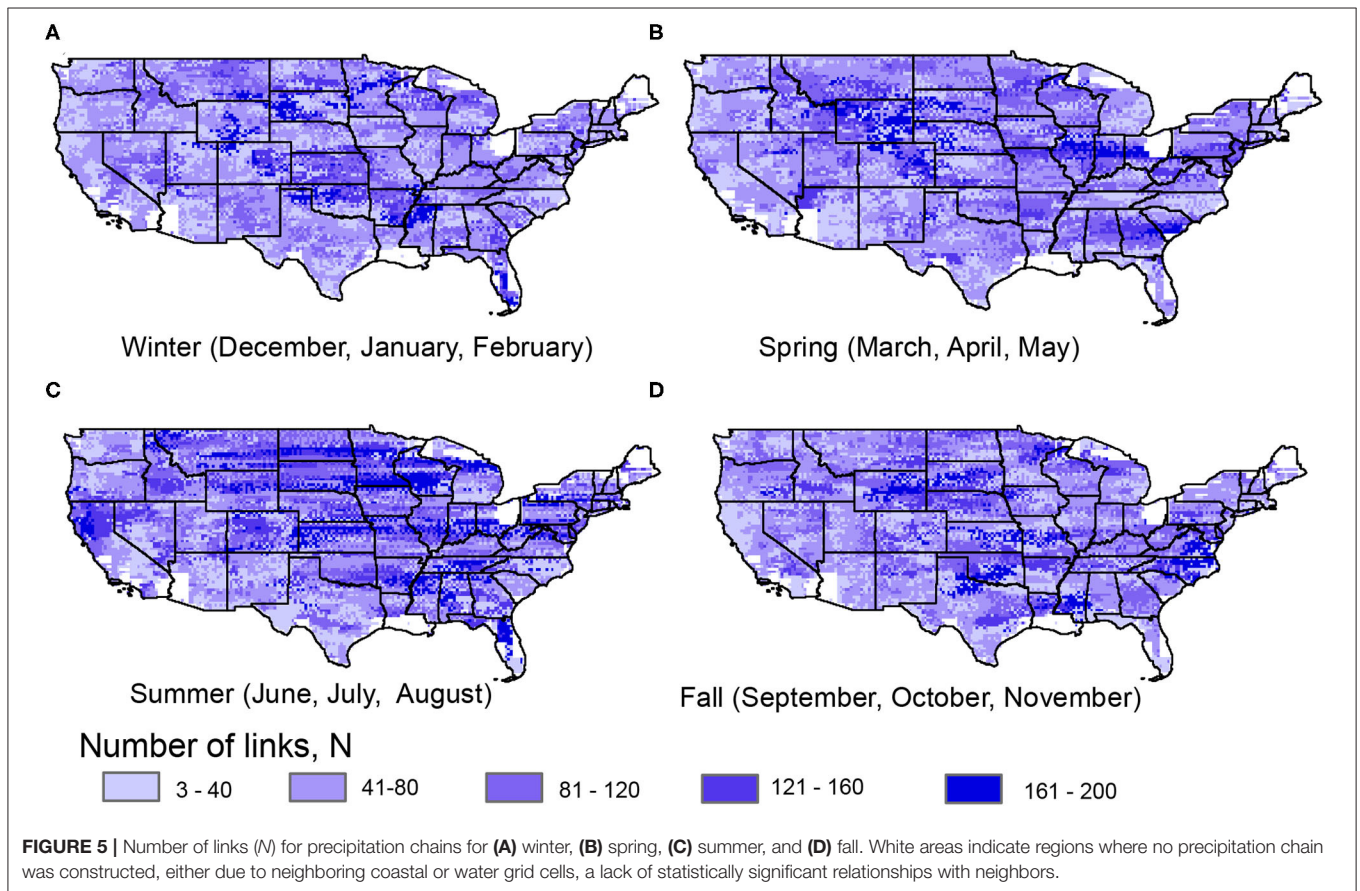 A
B
Winter (December, January, February)
Spring (March, April, May)
C
D
Summer (June, July, August)
Fall (September, October, November)
Number of links, N
3 - 40
41-80
81 - 120
121 - 160
161 - 200
FIGURE 5 | Number of links (N) for precipitation chains for (A) winter, (B) spring, (C) summer, and (D) fall. White areas indicate regions where no precipitation chain
was constructed, either due to neighboring coastal or water grid cells, a lack of statistically significant relationships with neighbors.